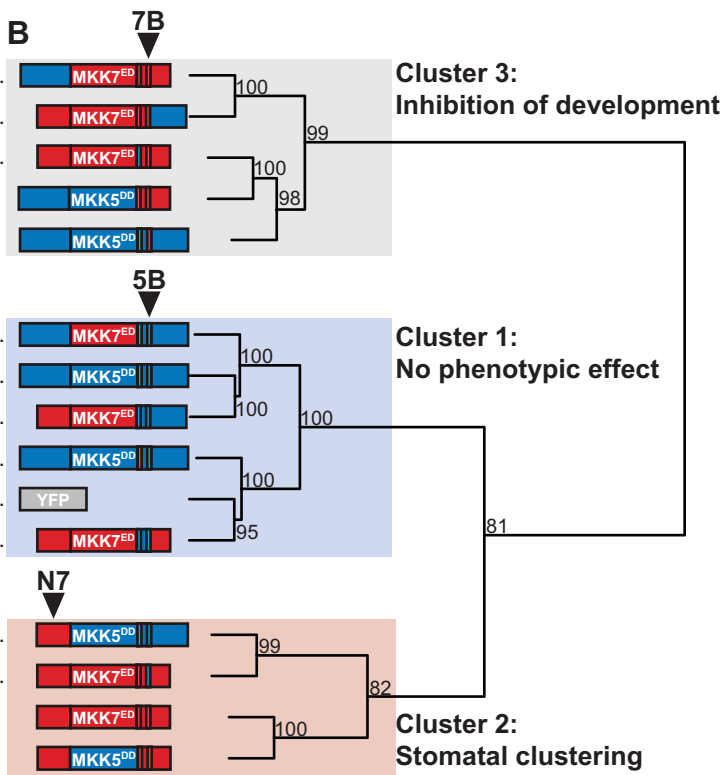 B
7B
MKK7ED
100
Cluster 3:
Inhibition of development
MKK7ED
99
MKK7ED
100
MKK5DD
98
MKK5DD
5B
MKK7ED
Cluster 1:
No phenotypic effect
100
MKK5DD
MKK7ED
100
100
MKK5DD
100
YFP
95
81
MKK7ED
N7
MKK5DD
99
MKK7ED
82
MKK7ED
100
Cluster 2:
Stomatal clustering
MKK5DD